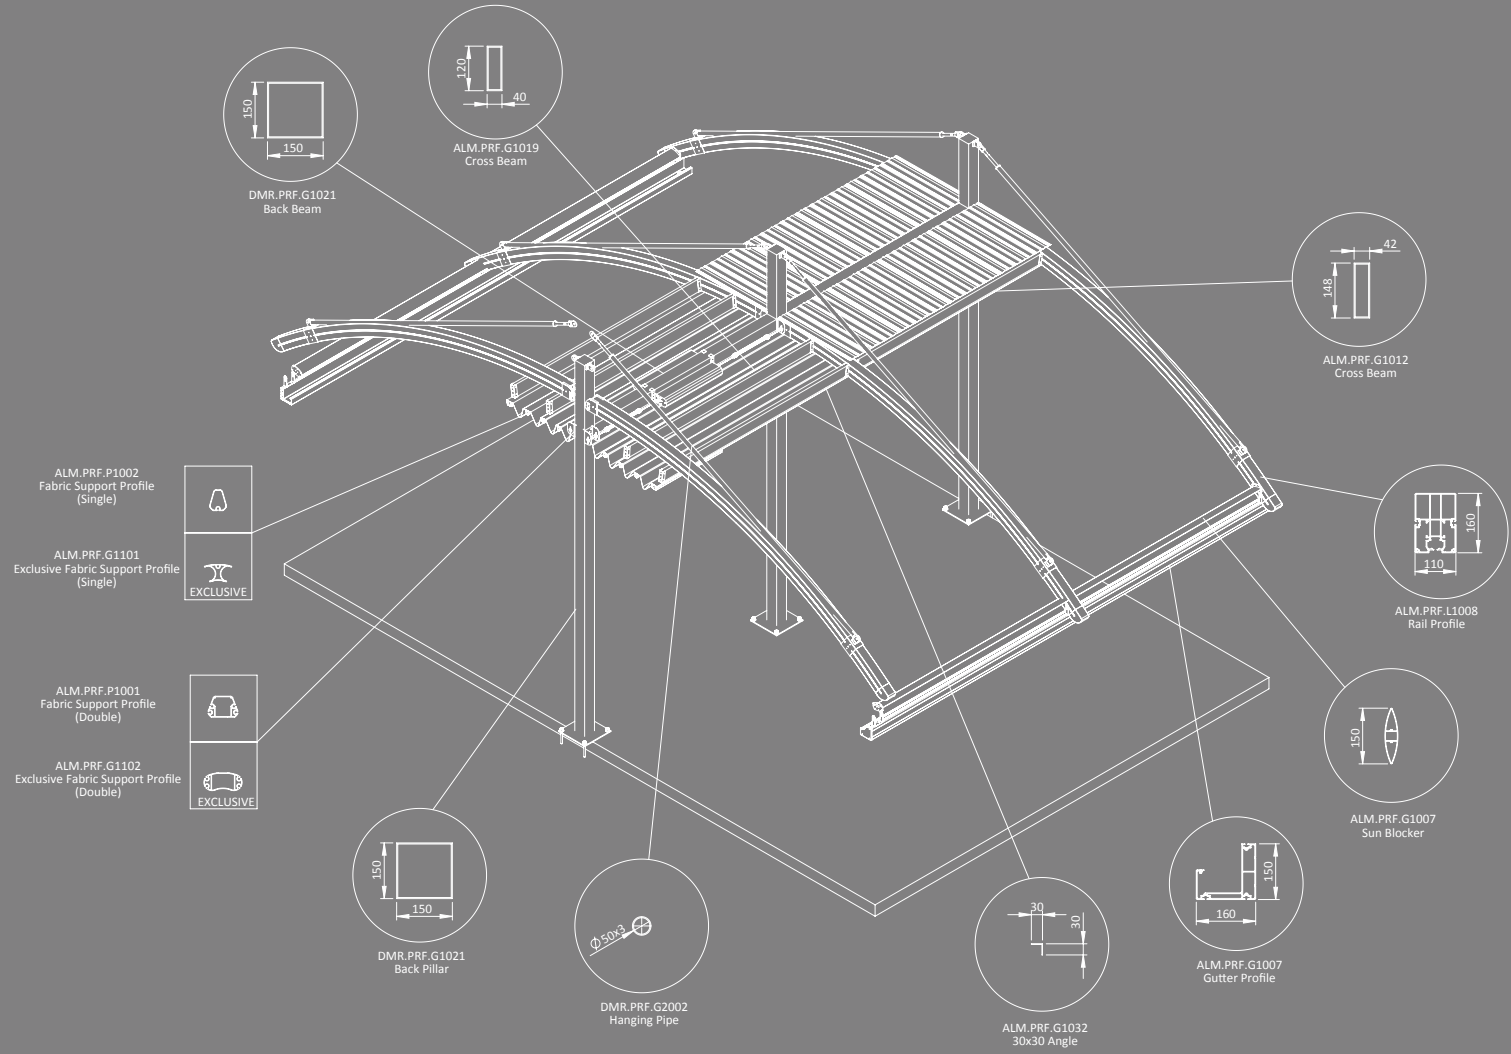 120
40
ALM.PRF.G1019
Cross Beam
150
150
DMR.PRF.G1021
Back Beam
42
148
ALM.PRF.G1012
Cross Beam
ALM.PRF.P1002
Fabric Support Profile
(Single)
ALM.PRF.G1101
Exclusive Fabric Support Profile
(Single)
EXCLUSIVE
160
110
ALM.PRF.L1008
Rail Profile
ALM.PRF.P1001
Fabric Support Profile
(Double)
ALM.PRF.G1102
Exclusive Fabric Support Profile
(Double)
EXCLUSIVE
150
ALM.PRF.G1007
Sun Blocker
150
150
DMR.PRF.G1021
Back Pillar
150
160
ALM.PRF.G1007
Gutter Profile
Ø50x3
DMR.PRF.G2002
Hanging Pipe
30
30
ALM.PRF.G1032
30x30 Angle